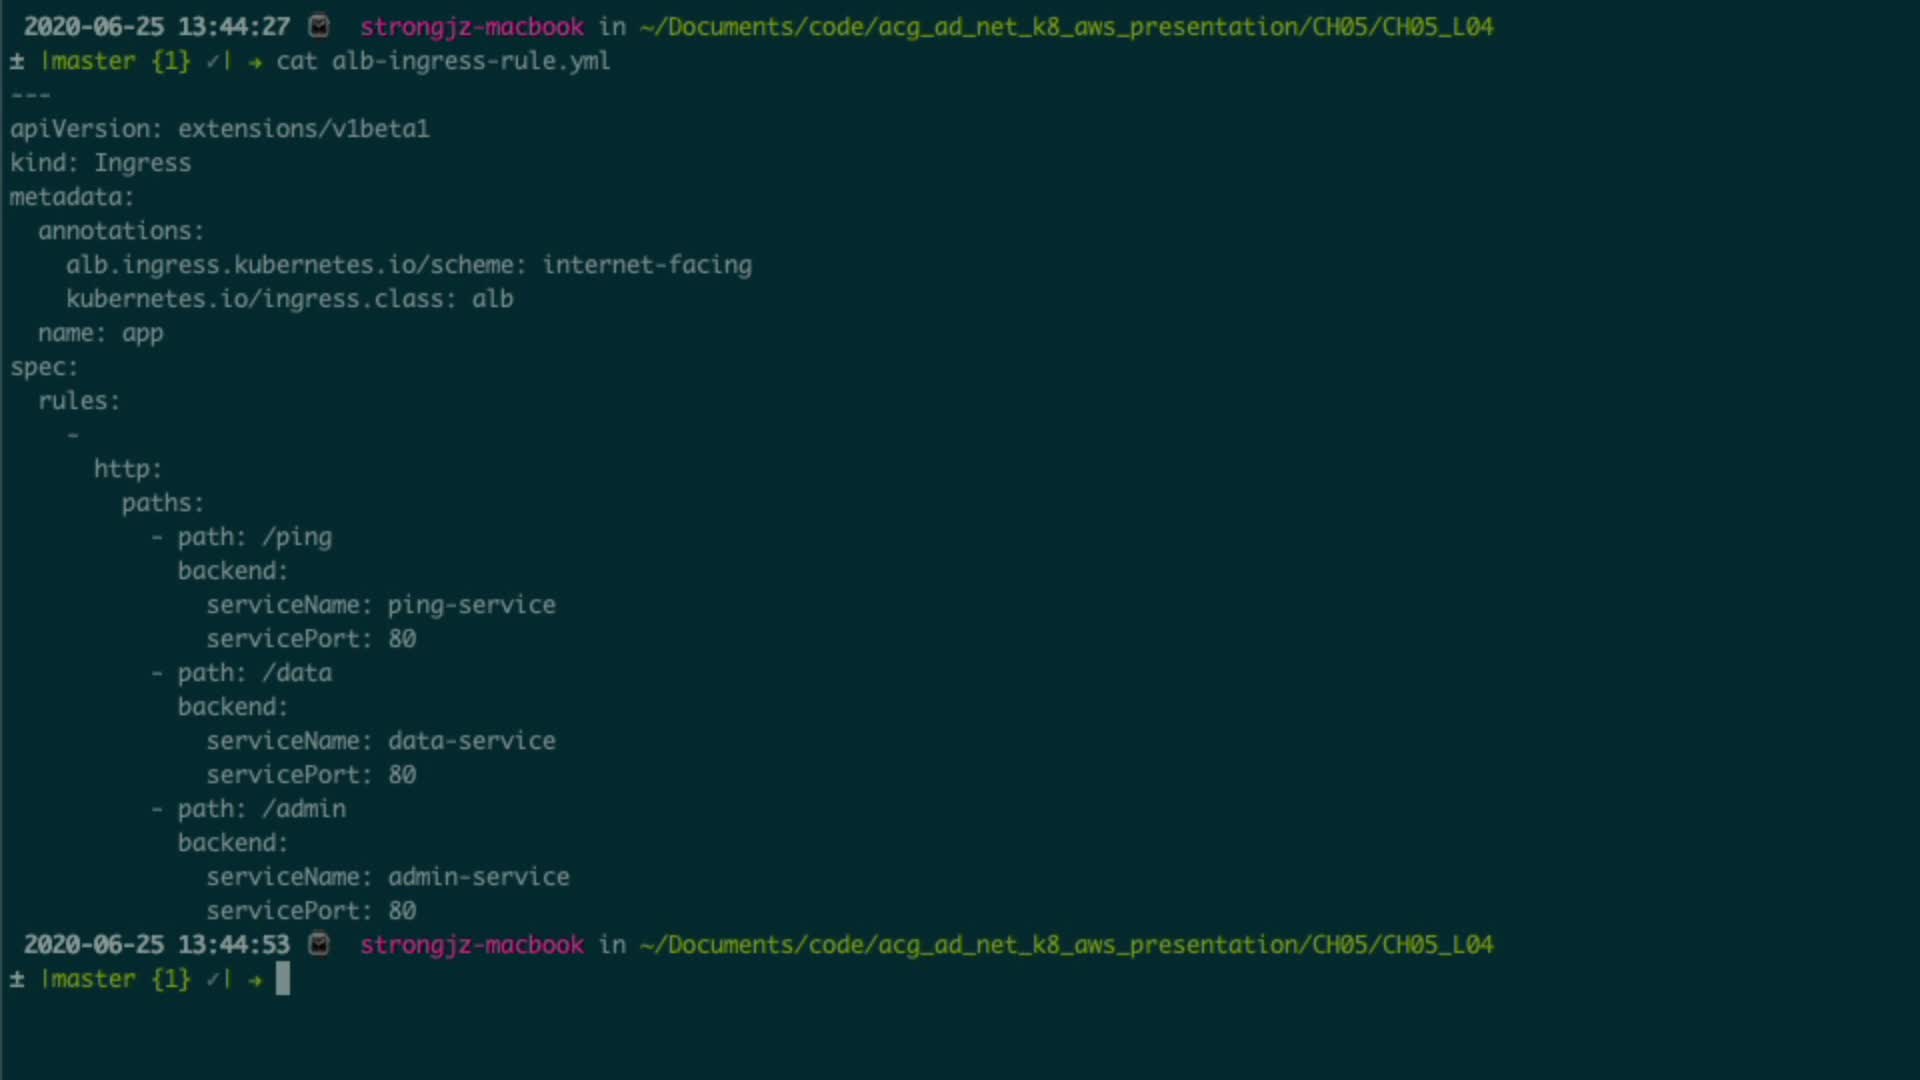 2020-06-25 13:44:27 ⌚ strongjz-macbook in ~/Documents/code/acg_ad_net_k8_aws_presentation/CH05/CH05_L04
± |master {1} ✓| ➔ cat alb-ingress-rule.yml
---
apiVersion: extensions/v1beta1
kind: Ingress
metadata:
  annotations:
    alb.ingress.kubernetes.io/scheme: internet-facing
    kubernetes.io/ingress.class: alb
  name: app
spec:
  rules:
    -
      http:
        paths:
          - path: /ping
            backend:
              serviceName: ping-service
              servicePort: 80
          - path: /data
            backend:
              serviceName: data-service
              servicePort: 80
          - path: /admin
            backend:
              serviceName: admin-service
              servicePort: 80
2020-06-25 13:44:53 ⌚ strongjz-macbook in ~/Documents/code/acg_ad_net_k8_aws_presentation/CH05/CH05_L04
± |master {1} ✓| ➔